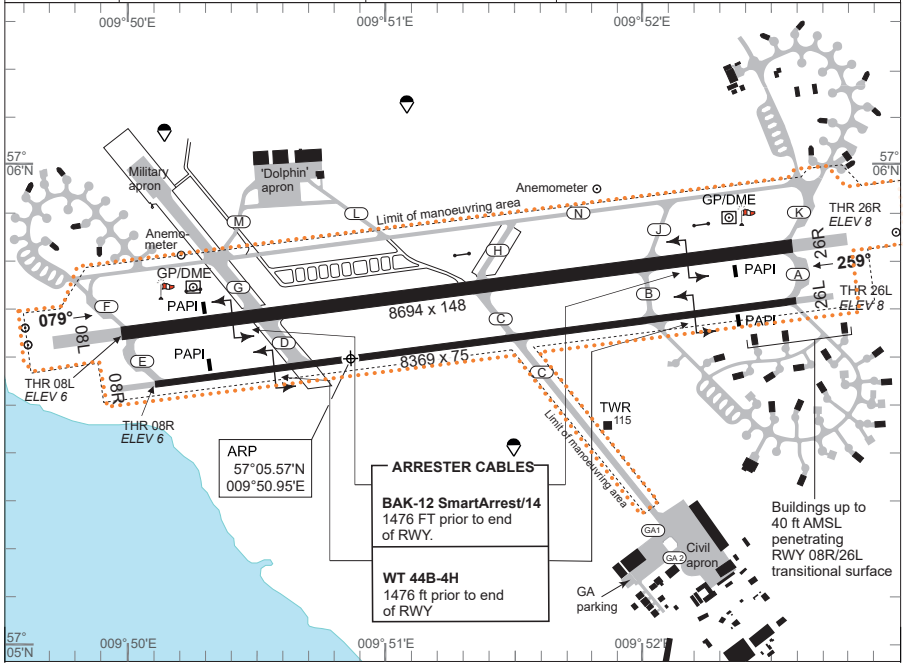 009°50'E
009°51'E
009°52'E
57°
06'N
57°
06'N
Military
apron
'Dolphin'
apron
Anemometer
GP/DME
K
THR 26R
ELEV 8
M
L
Limit of manoeuvring area
N
J
Anemo-
meter
H
26R
GP/DME
G
PAPI
A
259°
F
PAPI
B
THR 26L
ELEV 8
26L
079°
08L
8694 x 148
C
PAPI
D
E
PAPI
8369 x 75
THR 08L
ELEV 6
08R
C
THR 08R
ELEV 6
TWR
115
Limit of manoeuvring area
ARP
57°05.57'N
009°50.95'E
ARRESTER CABLES
BAK-12 SmartArrest/14
1476 FT prior to end
of RWY.
WT 44B-4H
1476 ft prior to end
of RWY
Buildings up to
40 ft AMSL
penetrating
RWY 08R/26L
transitional surface
GA1
GA 2
Civil
apron
GA
parking
57°
05'N
009°50'E
009°51'E
009°52'E